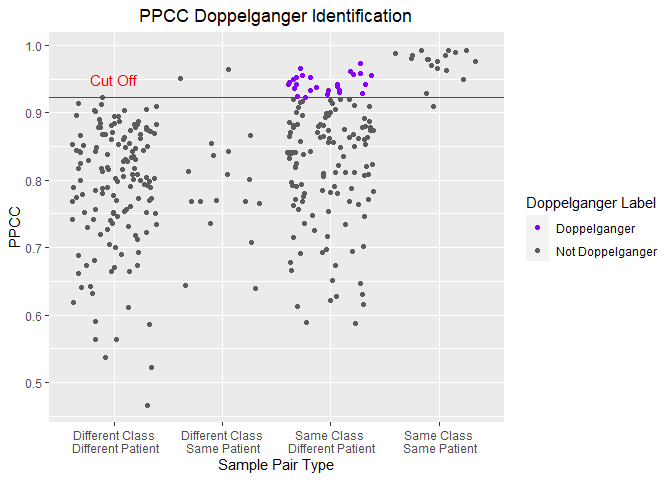 PPCC Doppelganger Identification
1.0
0.9
0.8
0.7
0.6
0.5
PPCC
Cut Off
Different Class
Different Patient
Different Class
Same Patient
Same Class
Different Patient
Same Class
Same Patient
Sample Pair Type
Doppelganger Label
Doppelganger
Not Doppelganger